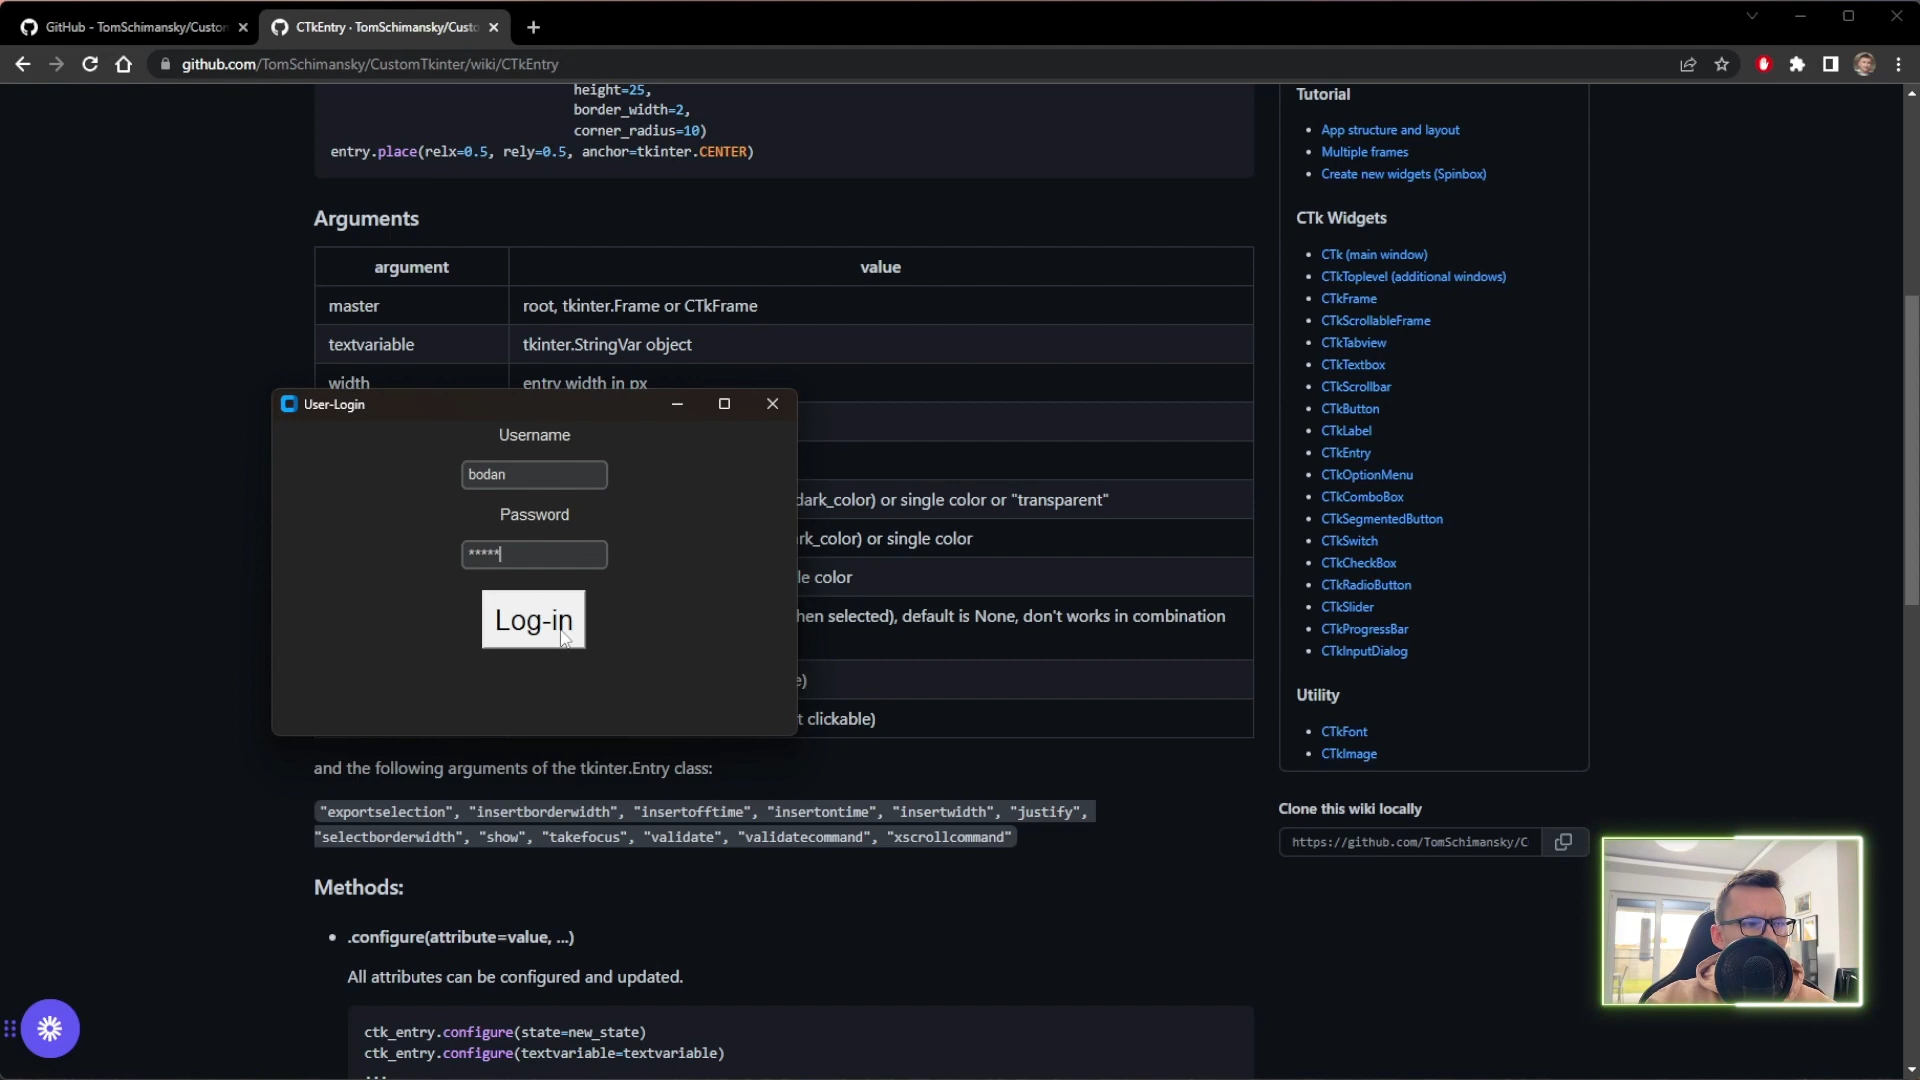 GitHub - TomSchimansky/Custom
CTkEntry · TomSchimansky/Custo
github.com/TomSchimansky/CustomTkinter/wiki/CTkEntry
height=25,
border_width=2,
corner_radius=10)
entry.place(relx=0.5, rely=0.5, anchor=tkinter.CENTER)
Arguments
argument value
master root, tkinter.Frame or CTkFrame
textvariable tkinter.StringVar object
width entry width in px
dark_color) or single color or "transparent"
rk_color) or single color
le color
hen selected), default is None, don't works in combination
e)
t clickable)
User-Login
Username
bodan
Password
*****
Log-in
and the following arguments of the tkinter.Entry class:
"exportselection", "insertborderwidth", "insertofftime", "insertontime", "insertwidth", "justify",
"selectborderwidth", "show", "takefocus", "validate", "validatecommand", "xscrollcommand"
Methods:
.configure(attribute=value, ...)
All attributes can be configured and updated.
ctk_entry.configure(state=new_state)
ctk_entry.configure(textvariable=textvariable)
...
Tutorial
App structure and layout
Multiple frames
Create new widgets (Spinbox)
CTk Widgets
CTk (main window)
CTkToplevel (additional windows)
CTkFrame
CTkScrollableFrame
CTkTabview
CTkTextbox
CTkScrollbar
CTkButton
CTkLabel
CTkEntry
CTkOptionMenu
CTkComboBox
CTkSegmentedButton
CTkSwitch
CTkCheckBox
CTkRadioButton
CTkSlider
CTkProgressBar
CTkInputDialog
Utility
CTkFont
CTkImage
Clone this wiki locally
https://github.com/TomSchimansky/C